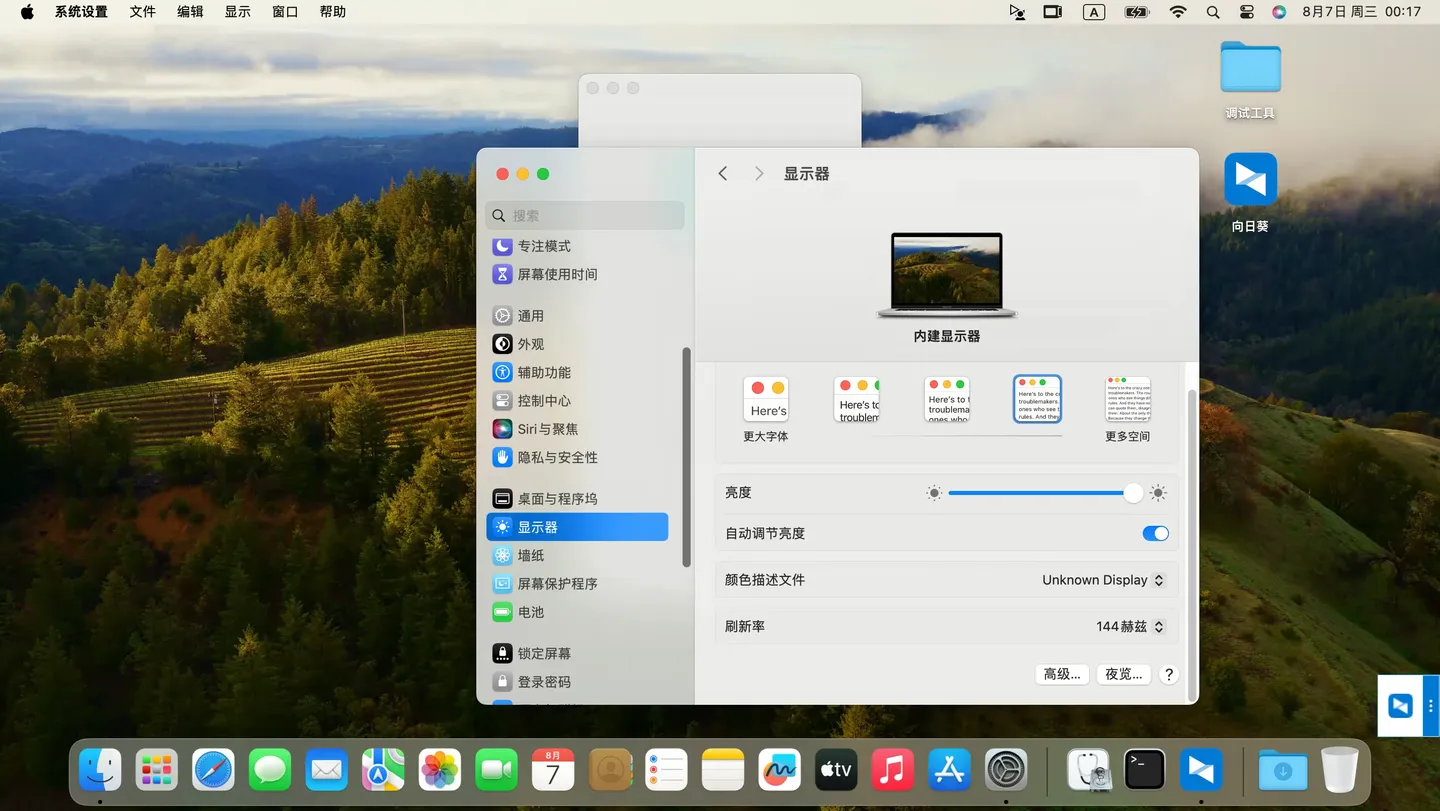 系统设置 文件 编辑 显示 窗口 帮助
A
8月7日 周三 00:17
调试工具
向日葵
搜索
专注模式
屏幕使用时间
通用
外观
辅助功能
控制中心
Siri与聚焦
隐私与安全性
桌面与程序坞
显示器
墙纸
屏幕保护程序
电池
锁定屏幕
登录密码
显示器
内建显示器
Here's
更大字体
Here's to
troublem
Here's to t
troublema
ones who
Here's to the cr
troublemakers.
ones who see t
rules. And they
更多空间
亮度
自动调节亮度
颜色描述文件 Unknown Display
刷新率 144赫兹
高级... 夜览... ?
8月
7
tv